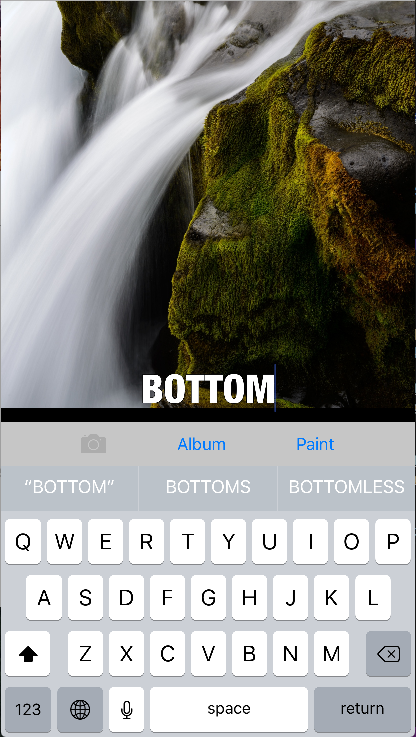 BOTTOM
Album Paint
“BOTTOM” BOTTOMS BOTTOMLESS
Q W E R T Y U I O P
A S D F G H J K L
Z X C V B N M
123 space return